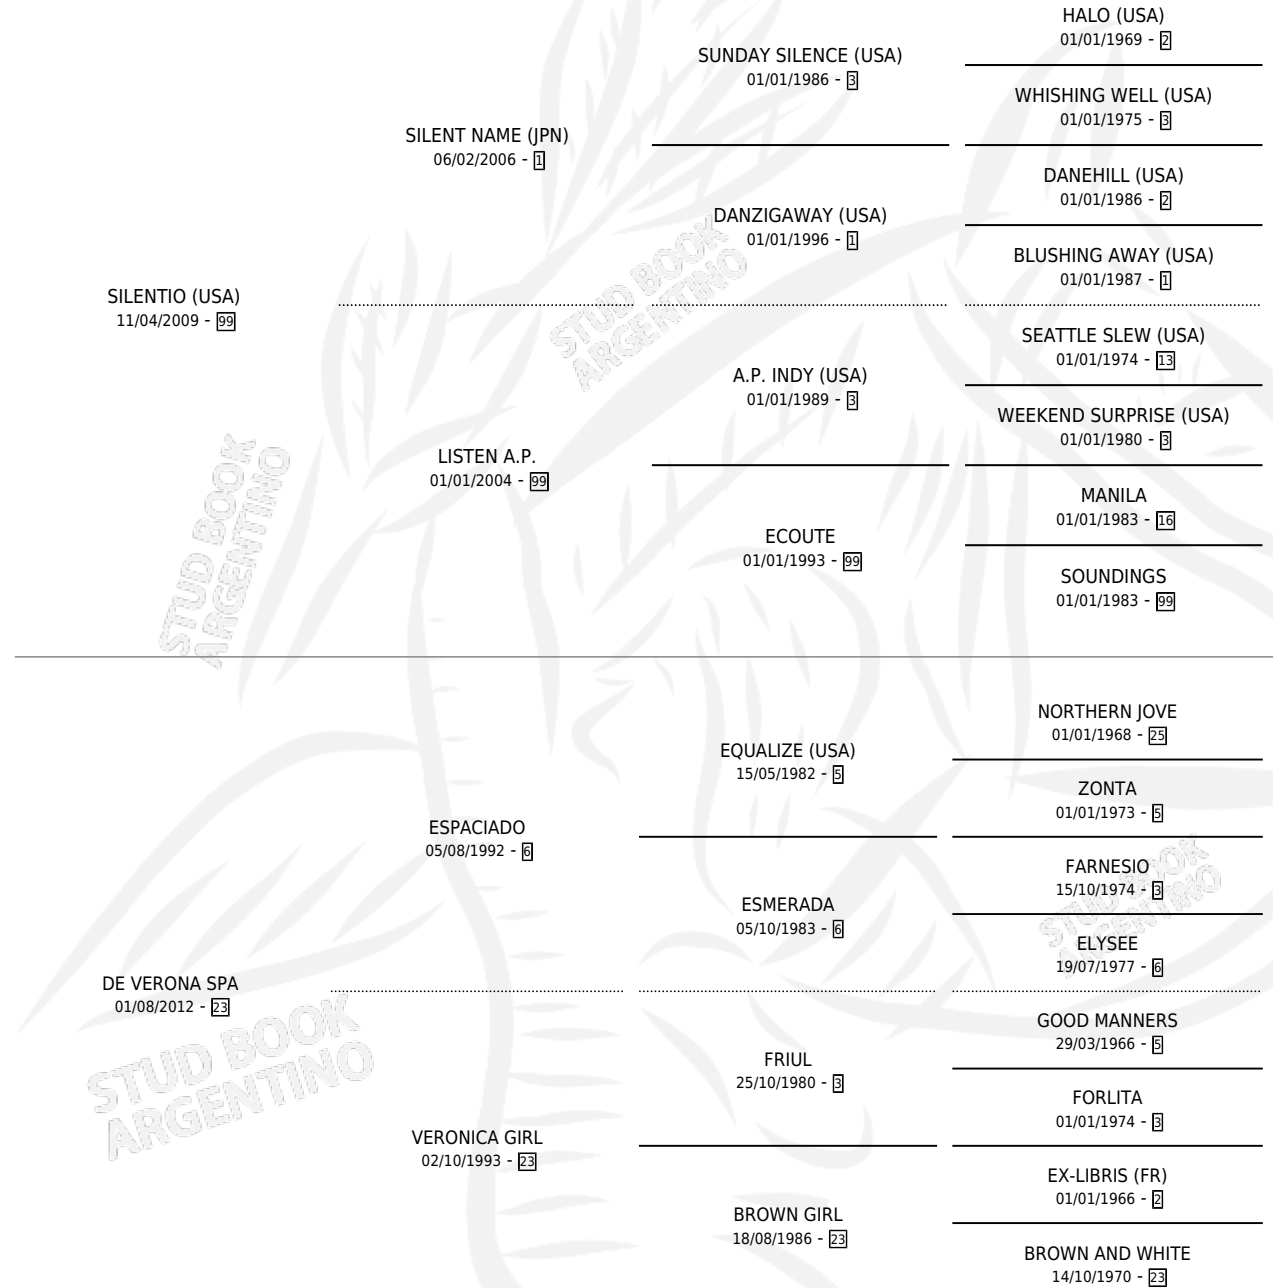 HALO (USA)
01/01/1969 - 2
SUNDAY SILENCE (USA)
01/01/1986 - 3
WHISHING WELL (USA)
01/01/1975 - 3
SILENT NAME (JPN)
06/02/2006 - 1
DANEHILL (USA)
01/01/1986 - 2
DANZIGAWAY (USA)
01/01/1996 - 1
BLUSHING AWAY (USA)
01/01/1987 - 1
SILENTIO (USA)
11/04/2009 - 99
STUD BOOK
ARGENTINO
SEATTLE SLEW (USA)
01/01/1974 - 13
A.P. INDY (USA)
01/01/1989 - 3
WEEKEND SURPRISE (USA)
01/01/1980 - 3
LISTEN A.P.
01/01/2004 - 99
MANILA
01/01/1983 - 16
ECOUTE
01/01/1993 - 99
SOUNDINGS
01/01/1983 - 99
STUD BOOK
ARGENTINO
NORTHERN JOVE
01/01/1968 - 25
EQUALIZE (USA)
15/05/1982 - 5
ZONTA
01/01/1973 - 5
ESPACIADO
05/08/1992 - 6
FARNESIO
15/10/1974 - 3
ESMERADA
05/10/1983 - 6
STUD BOOK
ARGENTINO
ELYSEE
19/07/1977 - 6
DE VERONA SPA
01/08/2012 - 23
STUD BOOK
ARGENTINO
GOOD MANNERS
29/03/1966 - 5
FRIUL
25/10/1980 - 3
FORLITA
01/01/1974 - 3
VERONICA GIRL
02/10/1993 - 23
EX-LIBRIS (FR)
01/01/1966 - 2
BROWN GIRL
18/08/1986 - 23
BROWN AND WHITE
14/10/1970 - 23